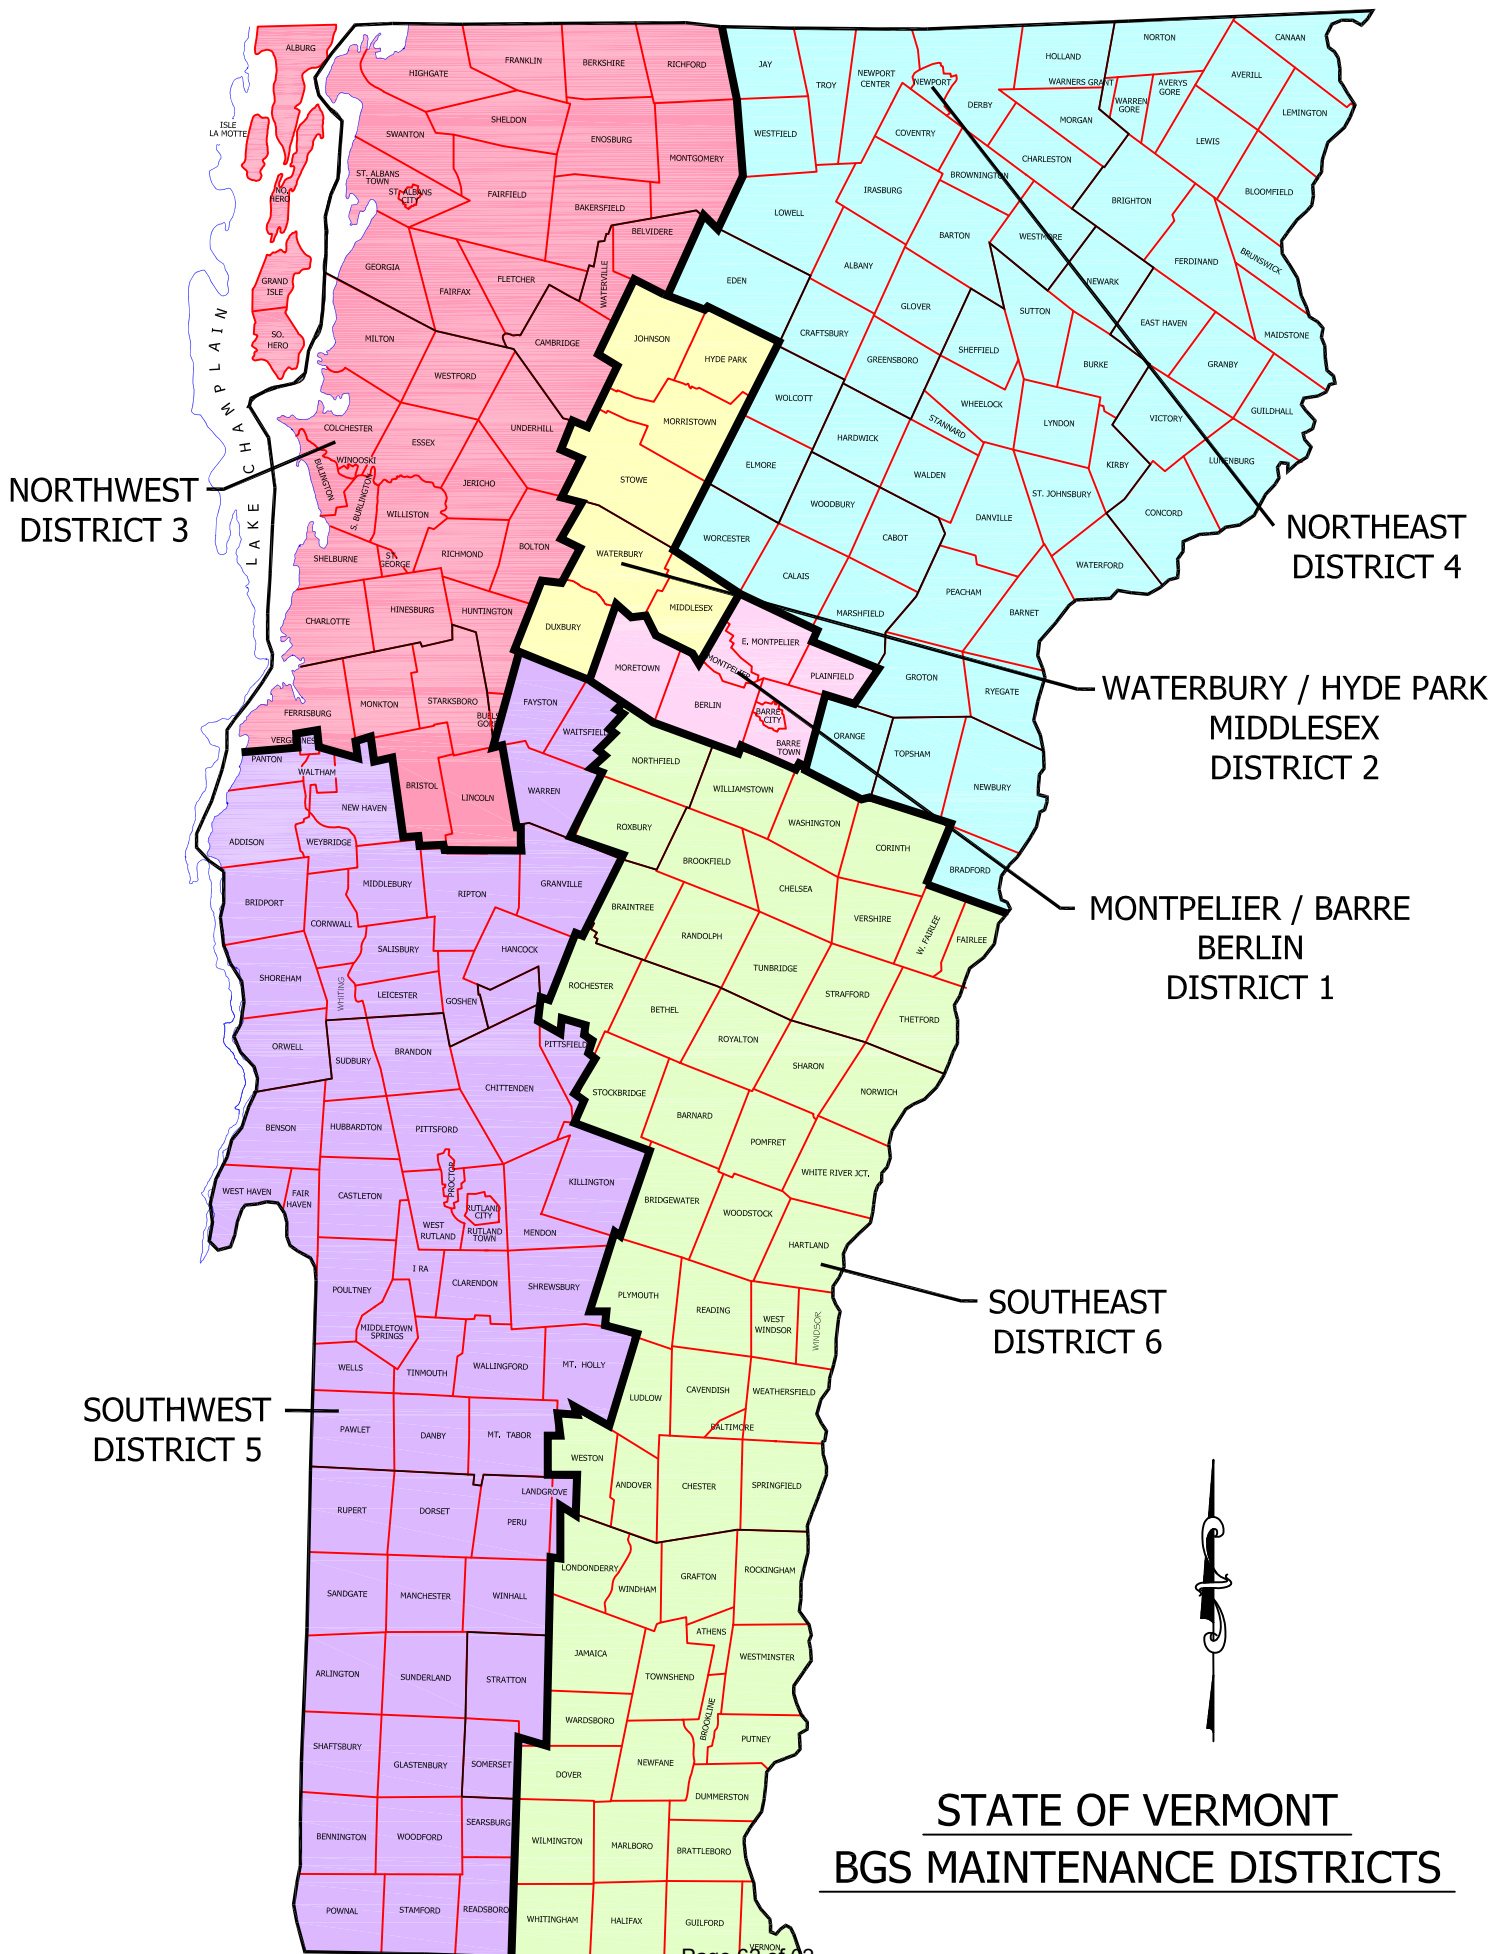 ALBURG
HIGHGATE
FRANKLIN
BERKSHIRE
RICHFORD
JAY
TROY
NEWPORT
CENTER
NEWPORT
DERBY
HOLLAND
NORTON
CANAAN
WARNERS GRANT
WARREN
GORE
AVERYS
GORE
AVERILL
LEMINGTON
ISLE
LA MOTTE
SWANTON
SHELDON
ENOSBURG
MONTGOMERY
WESTFIELD
COVENTRY
MORGAN
CHARLESTON
LEWIS
BLOOMFIELD
NO.
HERO
ST. ALBANS
TOWN
ST. ALBANS
CITY
FAIRFIELD
BAKERSFIELD
BELVIDERE
LOWELL
IRASBURG
BROWNINGTON
BRIGHTON
BARTON
WESTMORE
FERDINAND
BRUNSWICK
GRAND
ISLE
GEORGIA
FAIRFAX
FLETCHER
WATERVILLE
EDEN
ALBANY
GLOVER
NEWARK
SUTTON
EAST HAVEN
MAIDSTONE
SO.
HERO
MILTON
WESTFORD
CAMBRIDGE
JOHNSON
HYDE PARK
CRAFTSBURY
GREENSBORO
SHEFFIELD
BURKE
GRANBY
GUILDHALL
LAKE CHAMPLAIN
COLCHESTER
ESSEX
UNDERHILL
MORRISTOWN
WOLCOTT
HARDWICK
STANNARD
WHEELOCK
LYNDON
VICTORY
WINOOSKI
BULINGTON
S. BURLINGTON
WILLISTON
JERICHO
STOWE
ELMORE
WOODBURY
WALDEN
ST. JOHNSBURY
KIRBY
LUNENBURG
CONCORD
NORTHWEST
DISTRICT 3
NORTHEAST
DISTRICT 4
SHELBURNE
ST.
GEORGE
RICHMOND
BOLTON
WATERBURY
WORCESTER
CALAIS
CABOT
DANVILLE
WATERFORD
CHARLOTTE
HINESBURG
HUNTINGTON
DUXBURY
MIDDLESEX
MARSHFIELD
PEACHAM
BARNET
MORETOWN
E. MONTPELIER
MONTPELIER
PLAINFIELD
GROTON
RYEGATE
WATERBURY / HYDE PARK
MIDDLESEX
DISTRICT 2
FERRISBURG
MONKTON
STARKSBORO
BUELS
GORE
FAYSTON
WAITSFIELD
BERLIN
BARRE
CITY
BARRE
TOWN
ORANGE
TOPSHAM
NEWBURY
VERGENNES
PANTON
WALTHAM
NEW HAVEN
BRISTOL
LINCOLN
WARREN
NORTHFIELD
WILLIAMSTOWN
WASHINGTON
CORINTH
BRADFORD
ADDISON
WEYBRIDGE
MIDDLEBURY
RIPTON
GRANVILLE
ROXBURY
BROOKFIELD
CHELSEA
VERSHIRE
W. FAIRLEE
FAIRLEE
MONTPELIER / BARRE
BERLIN
DISTRICT 1
BRIDPORT
CORNWALL
SALISBURY
HANCOCK
BRAINTREE
RANDOLPH
TUNBRIDGE
STRAFFORD
THETFORD
SHOREHAM
WHITING
LEICESTER
GOSHEN
ROCHESTER
BETHEL
ROYALTON
SHARON
NORWICH
ORWELL
SUDBURY
BRANDON
CHITTENDEN
PITTSFIELD
STOCKBRIDGE
BARNARD
POMFRET
WHITE RIVER JCT.
BENSON
HUBBARDTON
PITTSFORD
WEST HAVEN
FAIR
HAVEN
CASTLETON
PROCTOR
WEST
RUTLAND
RUTLAND
CITY
RUTLAND
TOWN
MENDON
KILLINGTON
BRIDGEWATER
WOODSTOCK
HARTLAND
POULTNEY
I RA
CLARENDON
SHREWSBURY
PLYMOUTH
READING
WEST
WINDSOR
WINDSOR
SOUTHEAST
DISTRICT 6
MIDDLETOWN
SPRINGS
WELLS
TINMOUTH
WALLINGFORD
MT. HOLLY
LUDLOW
CAVENDISH
WEATHERSFIELD
BALTIMORE
SOUTHWEST
DISTRICT 5
PAWLET
DANBY
MT. TABOR
WESTON
ANDOVER
CHESTER
SPRINGFIELD
RUPERT
DORSET
LANDGROVE
PERU
LONDONDERRY
WINDHAM
GRAFTON
ROCKINGHAM
SANDGATE
MANCHESTER
WINHALL
JAMAICA
ATHENS
TOWNSHEND
WESTMINSTER
ARLINGTON
SUNDERLAND
STRATTON
WARDSBORO
BROOKLINE
PUTNEY
SHAFTSBURY
GLASTENBURY
SOMERSET
DOVER
NEWFANE
DUMMERSTON
BENNINGTON
WOODFORD
SEARSBURG
WILMINGTON
MARLBORO
BRATTLEBORO
POWNAL
STAMFORD
READSBORO
WHITINGHAM
HALIFAX
GUILFORD
VERNON
STATE OF VERMONT
BGS MAINTENANCE DISTRICTS